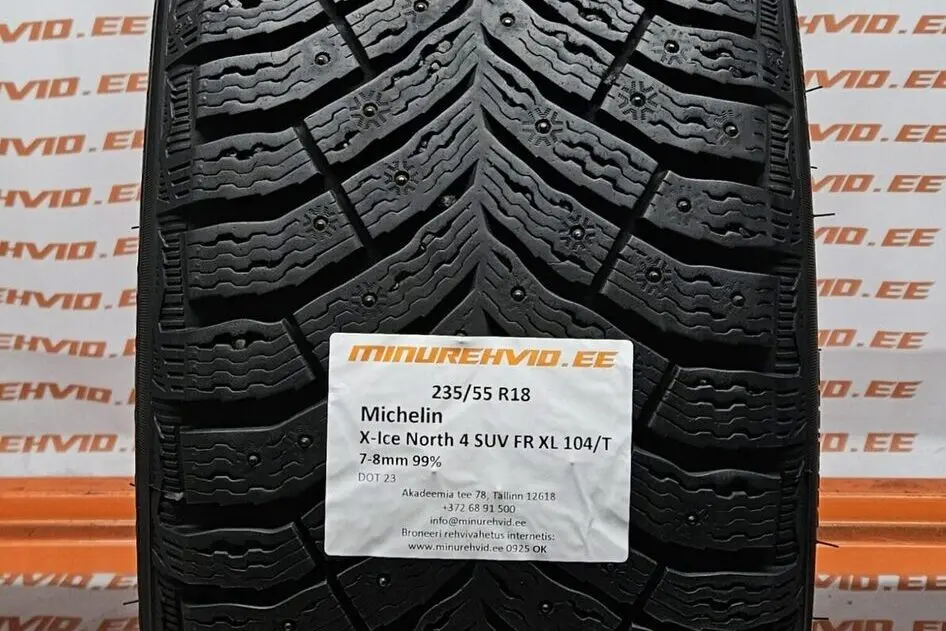 MINUREHVID.EE
235/55 R18
Michelin
X-Ice North 4 SUV FR XL 104/T
7-8mm 99%
DOT 23
Akadeemia tee 78, Tallinn 12618
+372 68 91 500
info@minurehvid.ee
Broneeri rehvivahetus internetis:
www.minurehvid.ee 0925 OK